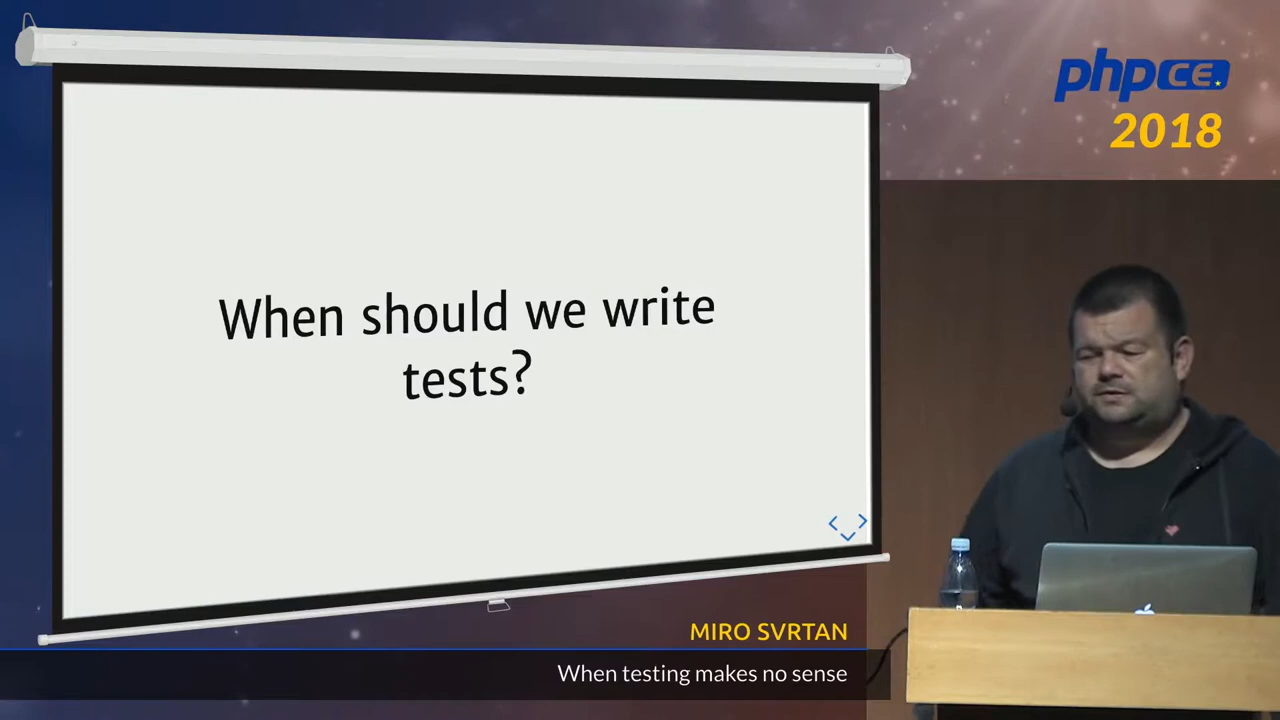 phpCE
2018
When should we write
tests?
MIRO SVRTAN
When testing makes no sense